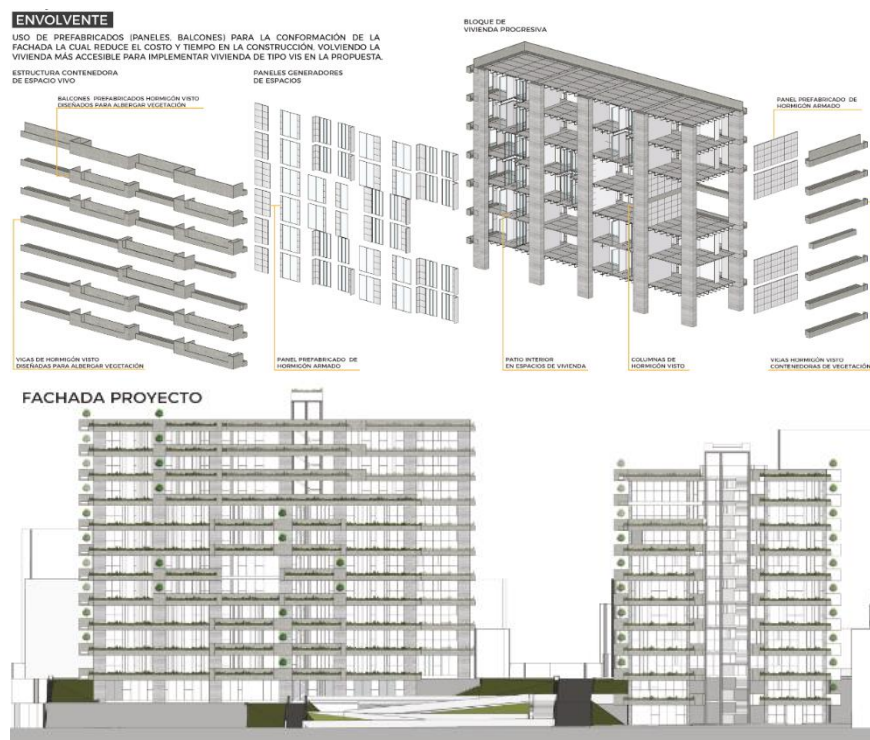 ENVOLVENTE
USO DE PREFABRICADOS (PANELES, BALCONES) PARA LA CONFORMACIÓN DE LA
FACHADA LA CUAL REDUCE EL COSTO Y TIEMPO EN LA CONSTRUCCIÓN, VOLVIENDO LA
VIVIENDA MÁS ACCESIBLE PARA IMPLEMENTAR VIVIENDA DE TIPO VIS EN LA PROPUESTA.
ESTRUCTURA CONTENEDORA
DE ESPACIO VIVO
BALCONES PREFABRICADOS HORMIGÓN VISTO
DISEÑADOS PARA ALBERGAR VEGETACIÓN
VIGAS DE HORMIGÓN VISTO
DISEÑADAS PARA ALBERGAR VEGETACIÓN
PANELES GENERADORES
DE ESPACIOS
PANEL PREFABRICADO DE
HORMIGÓN ARMADO
BLOQUE DE
VIVIENDA PROGRESIVA
PANEL PREFABRICADO DE
HORMIGÓN ARMADO
PATIO INTERIOR
EN ESPACIOS DE VIVIENDA
COLUMNAS DE
HORMIGÓN VISTO
VIGAS HORMIGÓN VISTO
CONTENEDORAS DE VEGETACIÓN
FACHADA PROYECTO